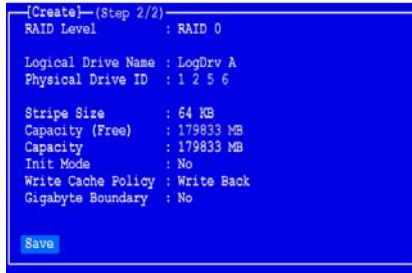 [Create] (Step 2/2)
RAID Level : RAID 0
Logical Drive Name : LogDrv A
Physical Drive ID : 1 2 5 6
Stripe Size : 64 KB
Capacity (Free) : 179833 MB
Capacity : 179833 MB
Init Mode : No
Write Cache Policy : Write Back
Gigabyte Boundary : No
Save